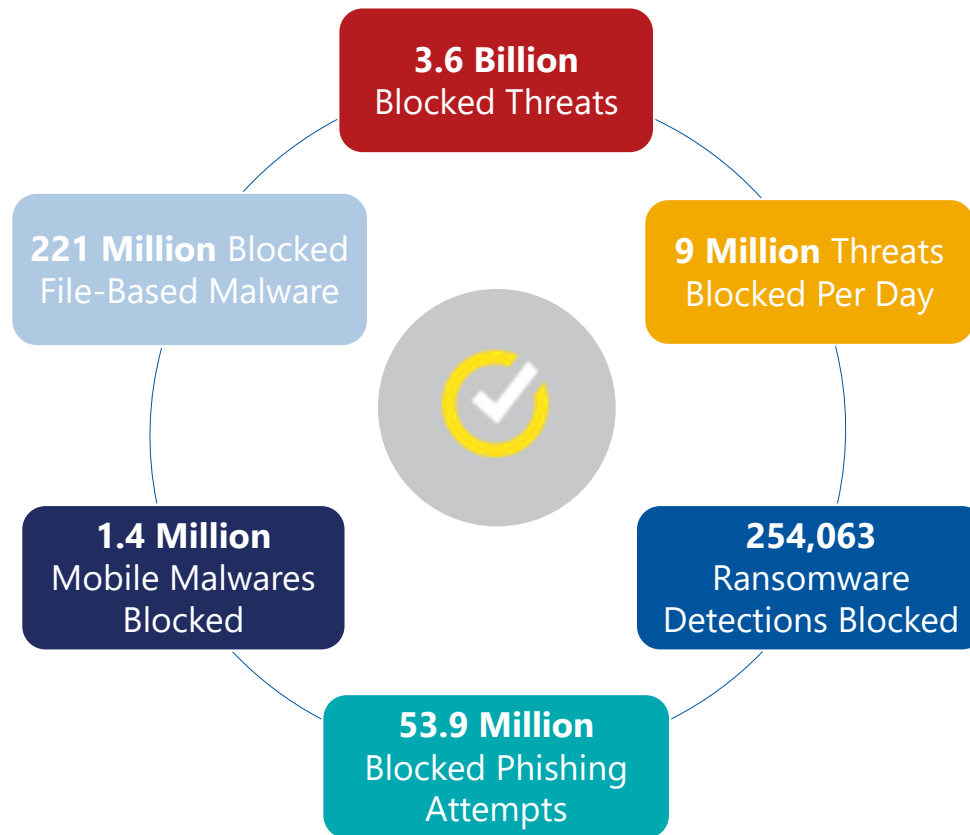 3.6 Billion
Blocked Threats
221 Million Blocked
File-Based Malware
9 Million Threats
Blocked Per Day
1.4 Million
Mobile Malwares
Blocked
254,063
Ransomware
Detections Blocked
53.9 Million
Blocked Phishing
Attempts